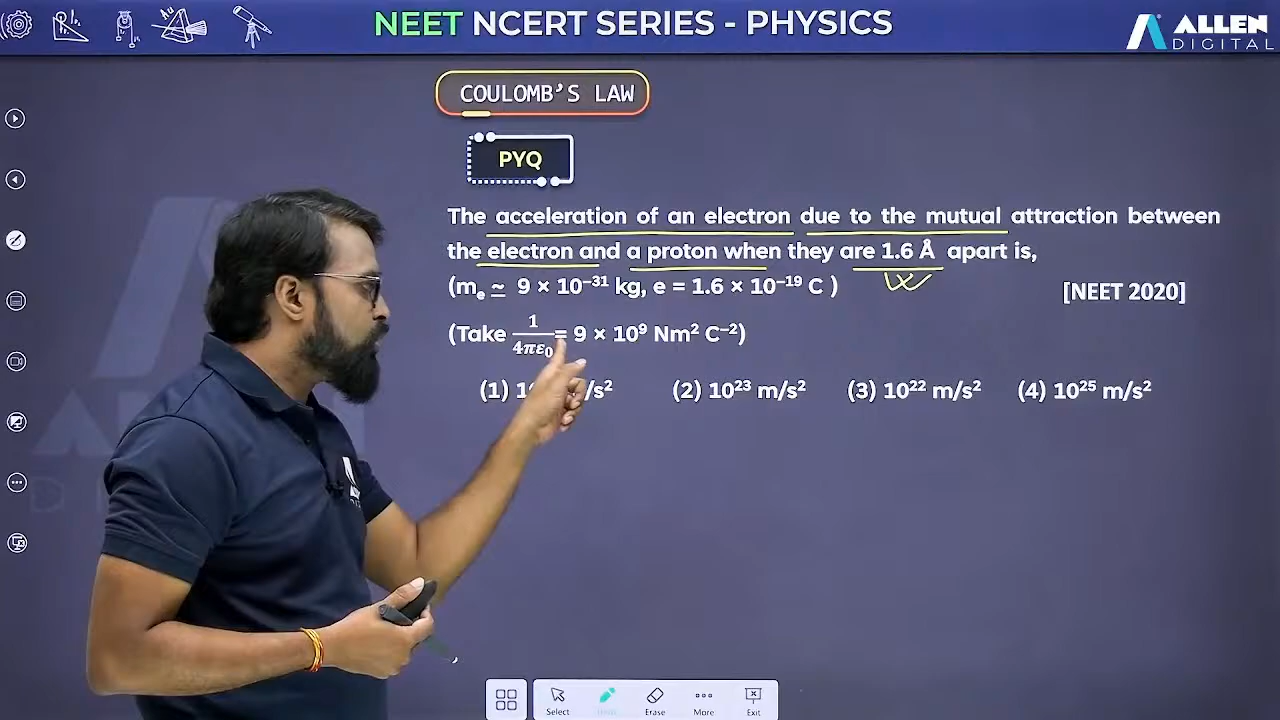 NEET NCERT SERIES - PHYSICS
ALLEN
DIGITAL
COULOMB'S LAW
PYQ
The acceleration of an electron due to the mutual attraction between
the electron and a proton when they are 1.6 Å apart is,
(mₑ ≃ 9 × 10⁻³¹ kg, e = 1.6 × 10⁻¹⁹ C )
[NEET 2020]
(Take 1/4πε₀ = 9 × 10⁹ Nm² C⁻²)
(1) 10 /s² (2) 10²³ m/s² (3) 10²² m/s² (4) 10²⁵ m/s²
Select Erase More Exit